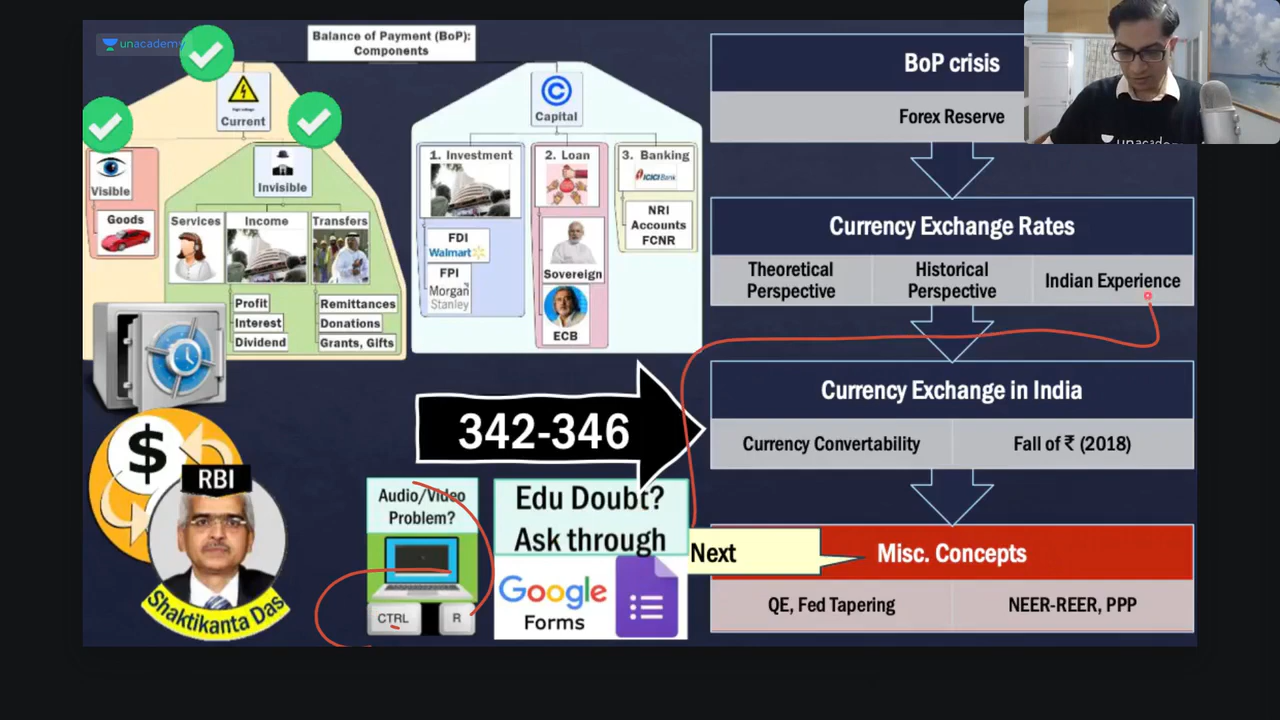 unacademy
Balance of Payment (BoP):
Components
Current
Visible
Goods
Invisible
Services
Income
Transfers
Profit
Interest
Dividend
Remittances
Donations
Grants, Gifts
Capital
1. Investment
FDI
Walmart
FPI
Morgan
Stanley
2. Loan
Sovereign
ECB
3. Banking
ICICI Bank
NRI
Accounts
FCNR
BoP crisis
Forex Reserve
Currency Exchange Rates
Theoretical
Perspective
Historical
Perspective
Indian Experience
342-346
Currency Exchange in India
Currency Convertability
Fall of ₹ (2018)
$
RBI
Shaktikanta Das
Audio/Video
Problem?
CTRL
R
Edu Doubt?
Ask through
Google
Forms
Next
Misc. Concepts
QE, Fed Tapering
NEER-REER, PPP
unacademy